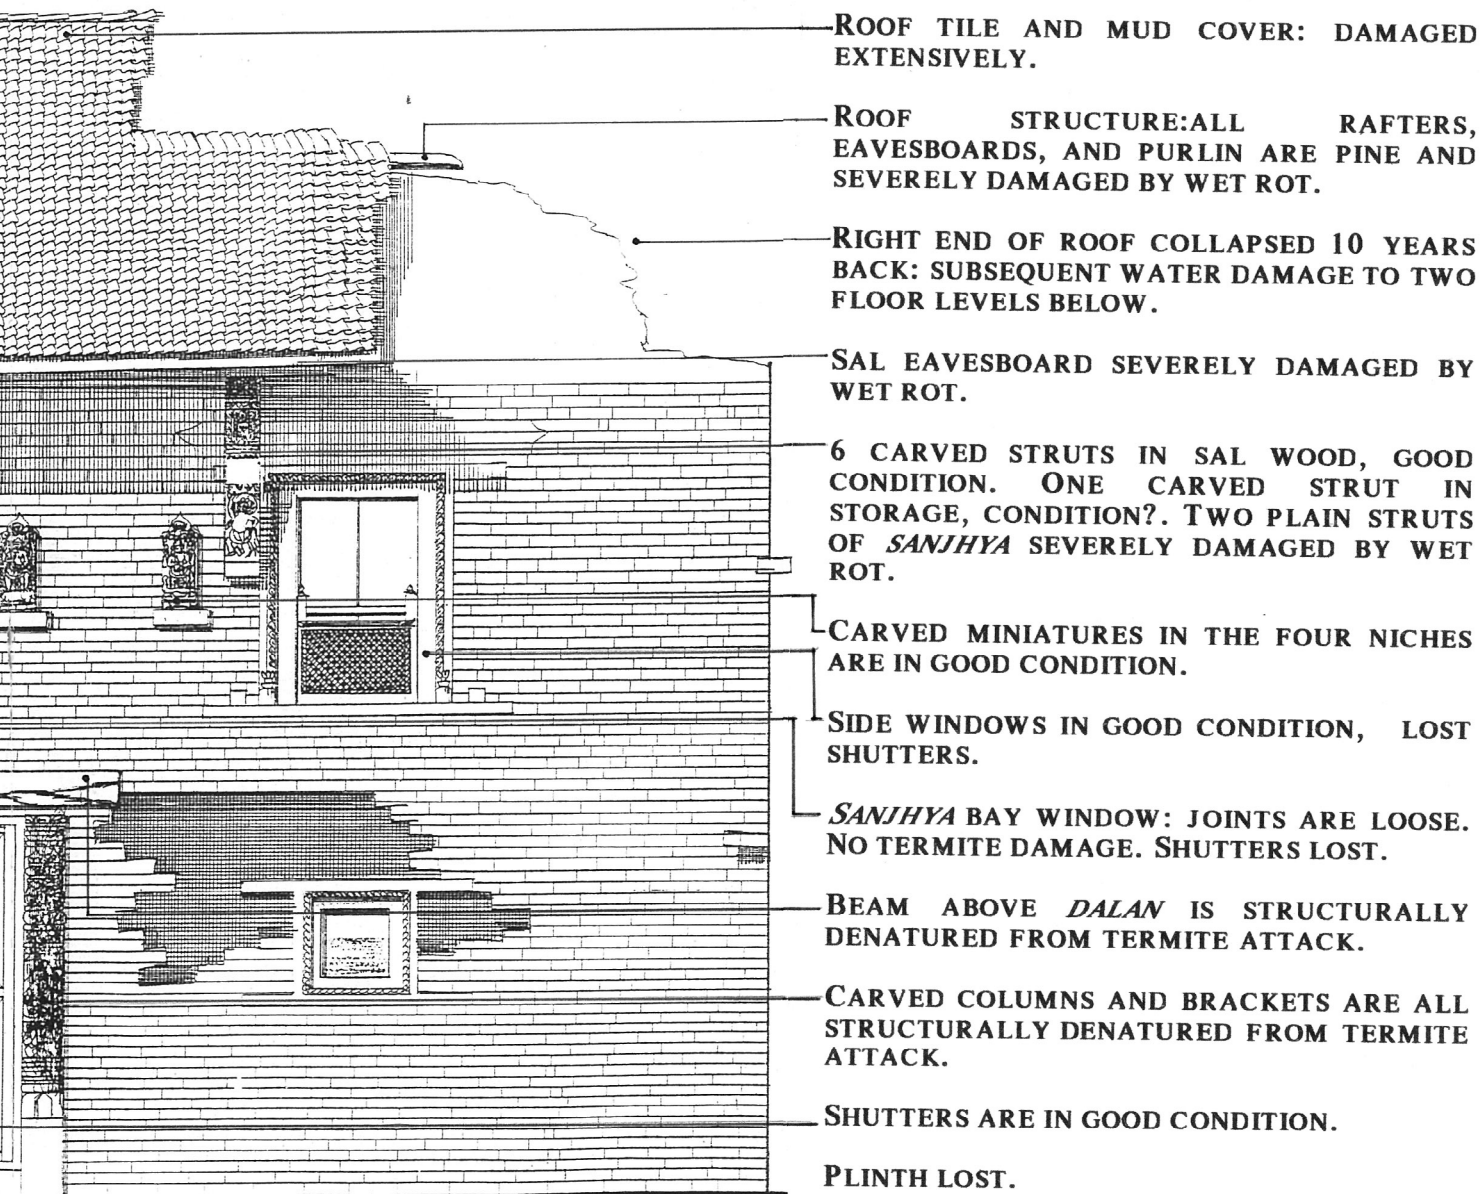 ROOF TILE AND MUD COVER: DAMAGED
EXTENSIVELY.
ROOF STRUCTURE:ALL RAFTERS,
EAVESBOARDS, AND PURLIN ARE PINE AND
SEVERELY DAMAGED BY WET ROT.
RIGHT END OF ROOF COLLAPSED 10 YEARS
BACK: SUBSEQUENT WATER DAMAGE TO TWO
FLOOR LEVELS BELOW.
SAL EAVESBOARD SEVERELY DAMAGED BY
WET ROT.
6 CARVED STRUTS IN SAL WOOD, GOOD
CONDITION. ONE CARVED STRUT IN
STORAGE, CONDITION?. TWO PLAIN STRUTS
OF SANJHYA SEVERELY DAMAGED BY WET
ROT.
CARVED MINIATURES IN THE FOUR NICHES
ARE IN GOOD CONDITION.
SIDE WINDOWS IN GOOD CONDITION, LOST
SHUTTERS.
SANJHYA BAY WINDOW: JOINTS ARE LOOSE.
NO TERMITE DAMAGE. SHUTTERS LOST.
BEAM ABOVE DALAN IS STRUCTURALLY
DENATURED FROM TERMITE ATTACK.
CARVED COLUMNS AND BRACKETS ARE ALL
STRUCTURALLY DENATURED FROM TERMITE
ATTACK.
SHUTTERS ARE IN GOOD CONDITION.
PLINTH LOST.